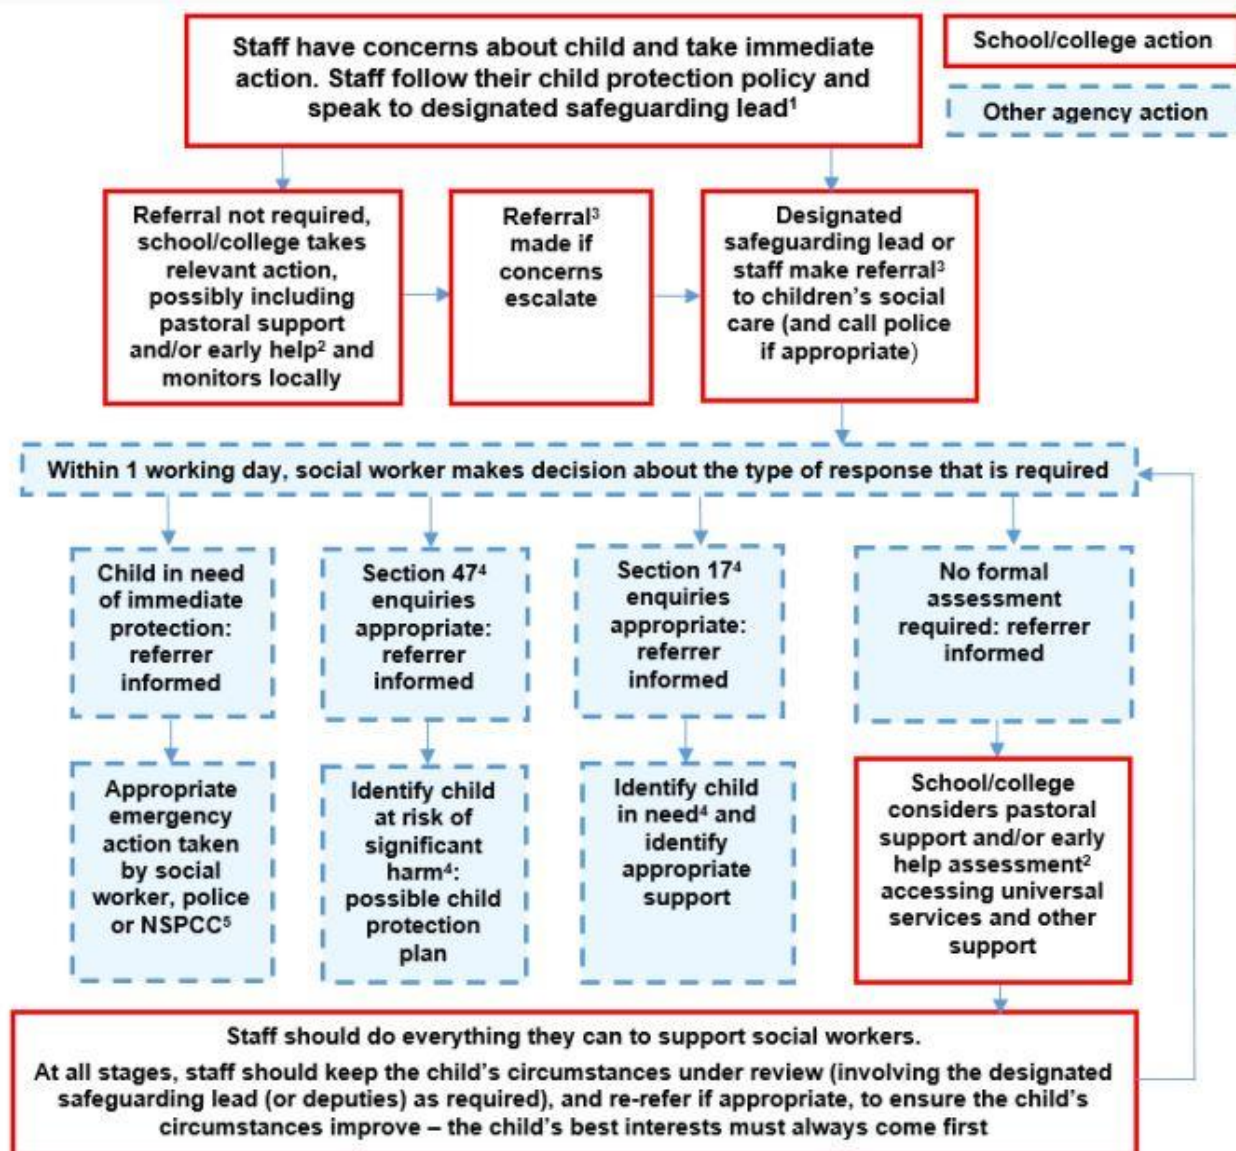 Staff have concerns about child and take immediate
action. Staff follow their child protection policy and
speak to designated safeguarding lead¹
School/college action
Other agency action
Referral not required,
school/college takes
relevant action,
possibly including
pastoral support
and/or early help² and
monitors locally
Referral³
made if
concerns
escalate
Designated
safeguarding lead or
staff make referral³
to children’s social
care (and call police
if appropriate)
Within 1 working day, social worker makes decision about the type of response that is required
Child in need
of immediate
protection:
referrer
informed
Section 47⁴
enquiries
appropriate:
referrer
informed
Section 17⁴
enquiries
appropriate:
referrer
informed
No formal
assessment
required: referrer
informed
Appropriate
emergency
action taken
by social
worker, police
or NSPCC⁵
Identify child
at risk of
significant
harm⁴:
possible child
protection
plan
Identify child
in need⁴ and
identify
appropriate
support
School/college
considers pastoral
support and/or early
help assessment²
accessing universal
services and other
support
Staff should do everything they can to support social workers.
At all stages, staff should keep the child’s circumstances under review (involving the designated
safeguarding lead (or deputies) as required), and re-refer if appropriate, to ensure the child’s
circumstances improve – the child’s best interests must always come first